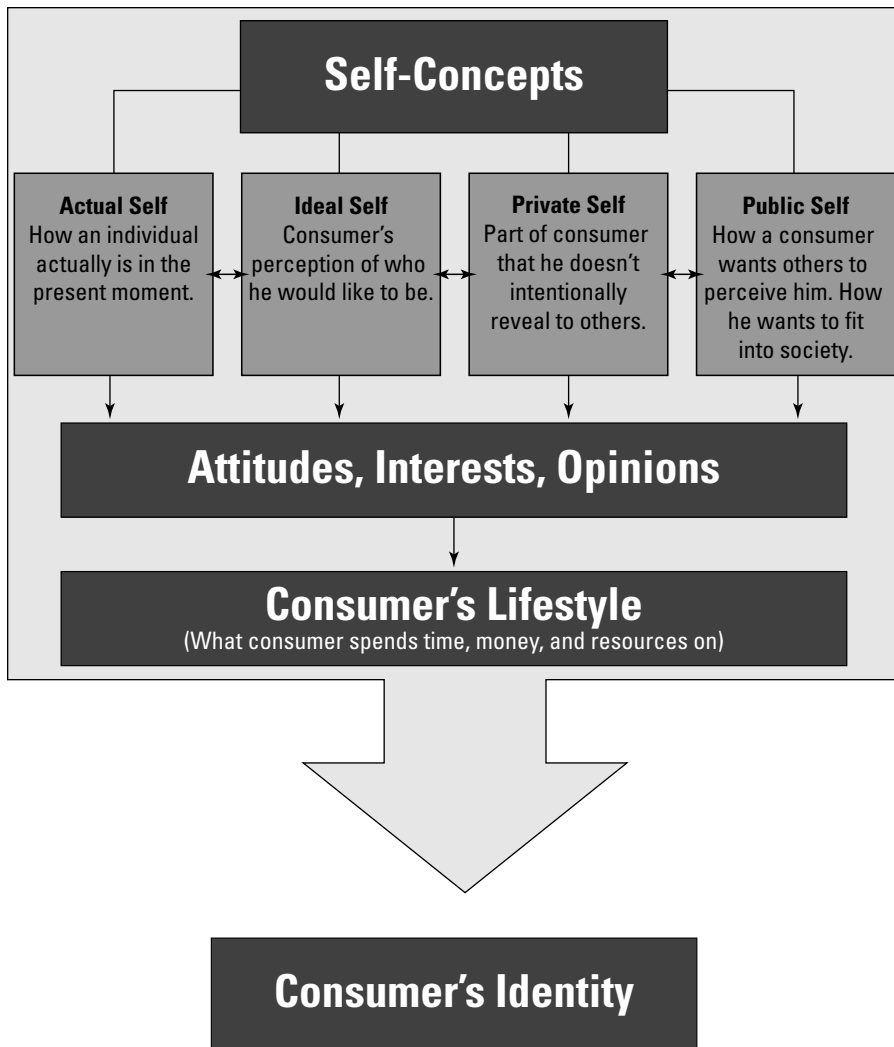 Self-Concepts
Actual Self
How an individual
actually is in the
present moment.
Ideal Self
Consumer’s
perception of who
he would like to be.
Private Self
Part of consumer
that he doesn’t
intentionally
reveal to others.
Public Self
How a consumer
wants others to
perceive him. How
he wants to fit
into society.
Attitudes, Interests, Opinions
Consumer’s Lifestyle
(What consumer spends time, money, and resources on)
Consumer’s Identity